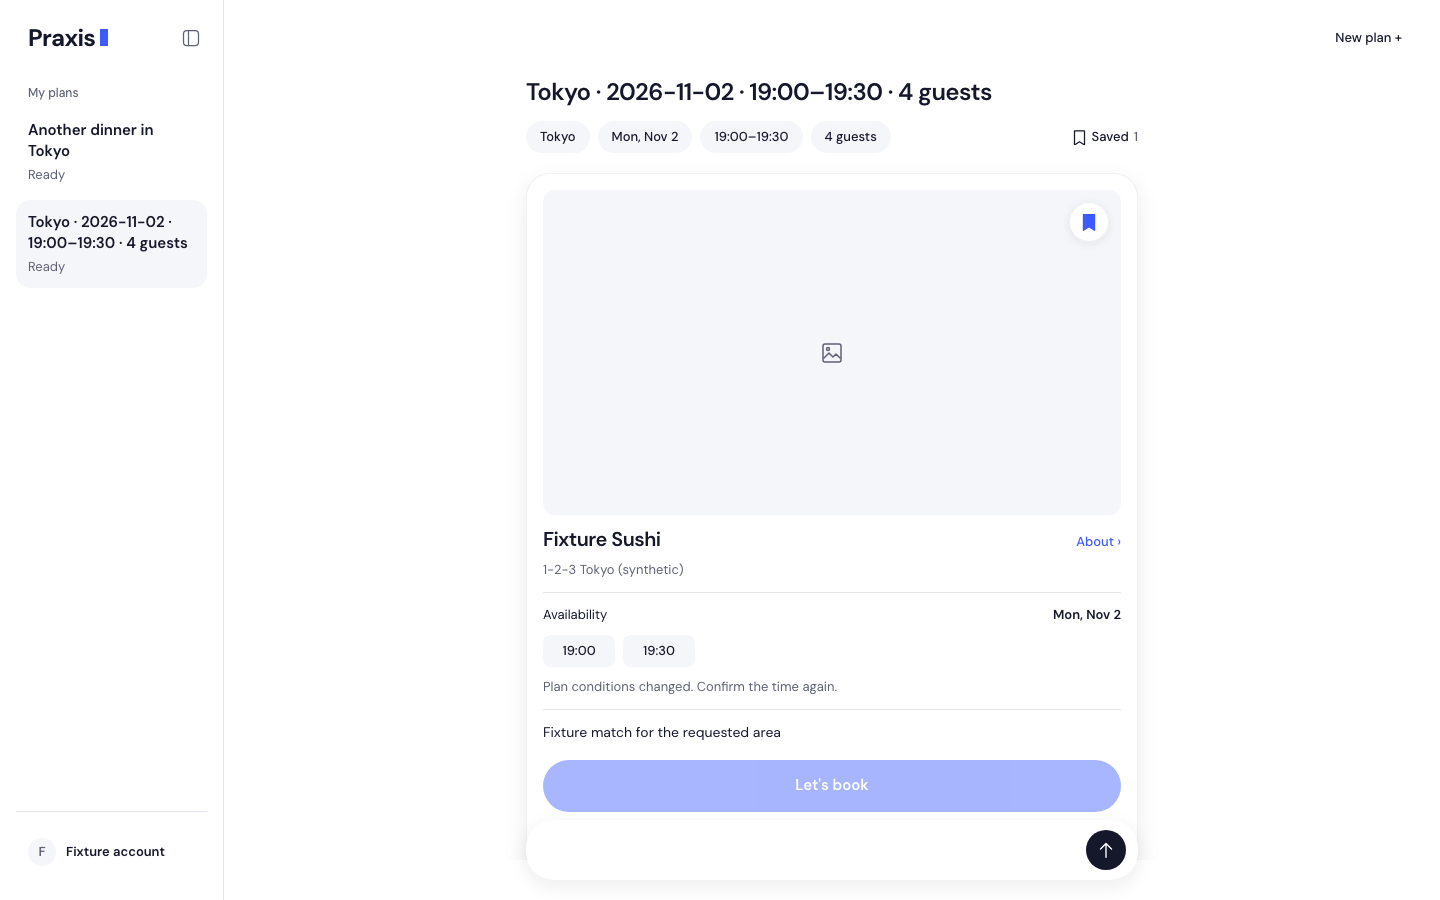 Praxis
New plan +
My plans
Another dinner in
Tokyo
Ready
Tokyo · 2026-11-02 ·
19:00–19:30 · 4 guests
Ready
F
Fixture account
Tokyo · 2026-11-02 · 19:00–19:30 · 4 guests
Tokyo
Mon, Nov 2
19:00–19:30
4 guests
Saved 1
Fixture Sushi
About ›
1-2-3 Tokyo (synthetic)
Availability
Mon, Nov 2
19:00
19:30
Plan conditions changed. Confirm the time again.
Fixture match for the requested area
Let's book